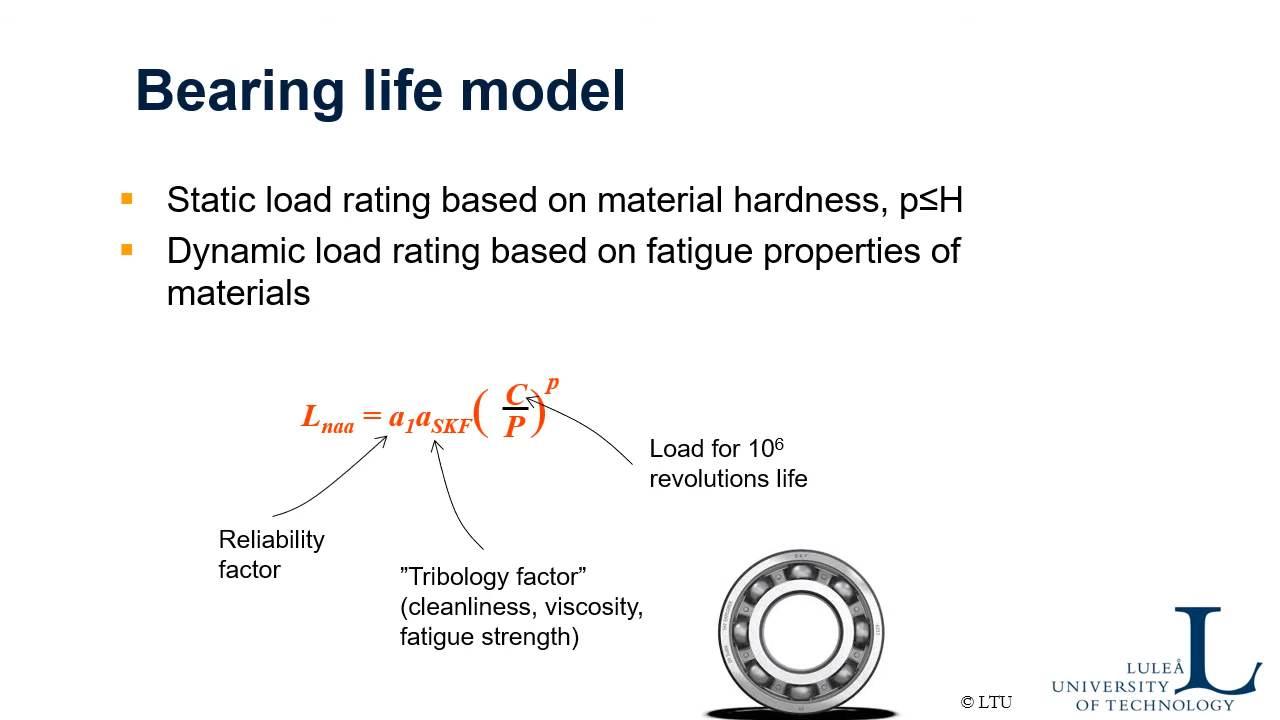 Bearing life model
▪ Static load rating based on material hardness, p≤H
▪ Dynamic load rating based on fatigue properties of
materials
Lnaa = a1aSKF( C/P )^p
Load for 10⁶
revolutions life
Reliability
factor
”Tribology factor”
(cleanliness, viscosity,
fatigue strength)
SKF
© LTU
LULEÅ
UNIVERSITY
OF TECHNOLOGY
L